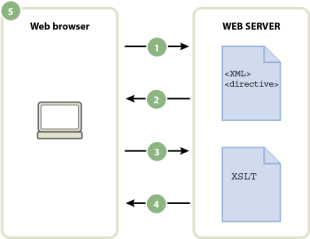 5
Web browser
WEB SERVER
1
<XML>
<directive>
2
3
XSLT
4